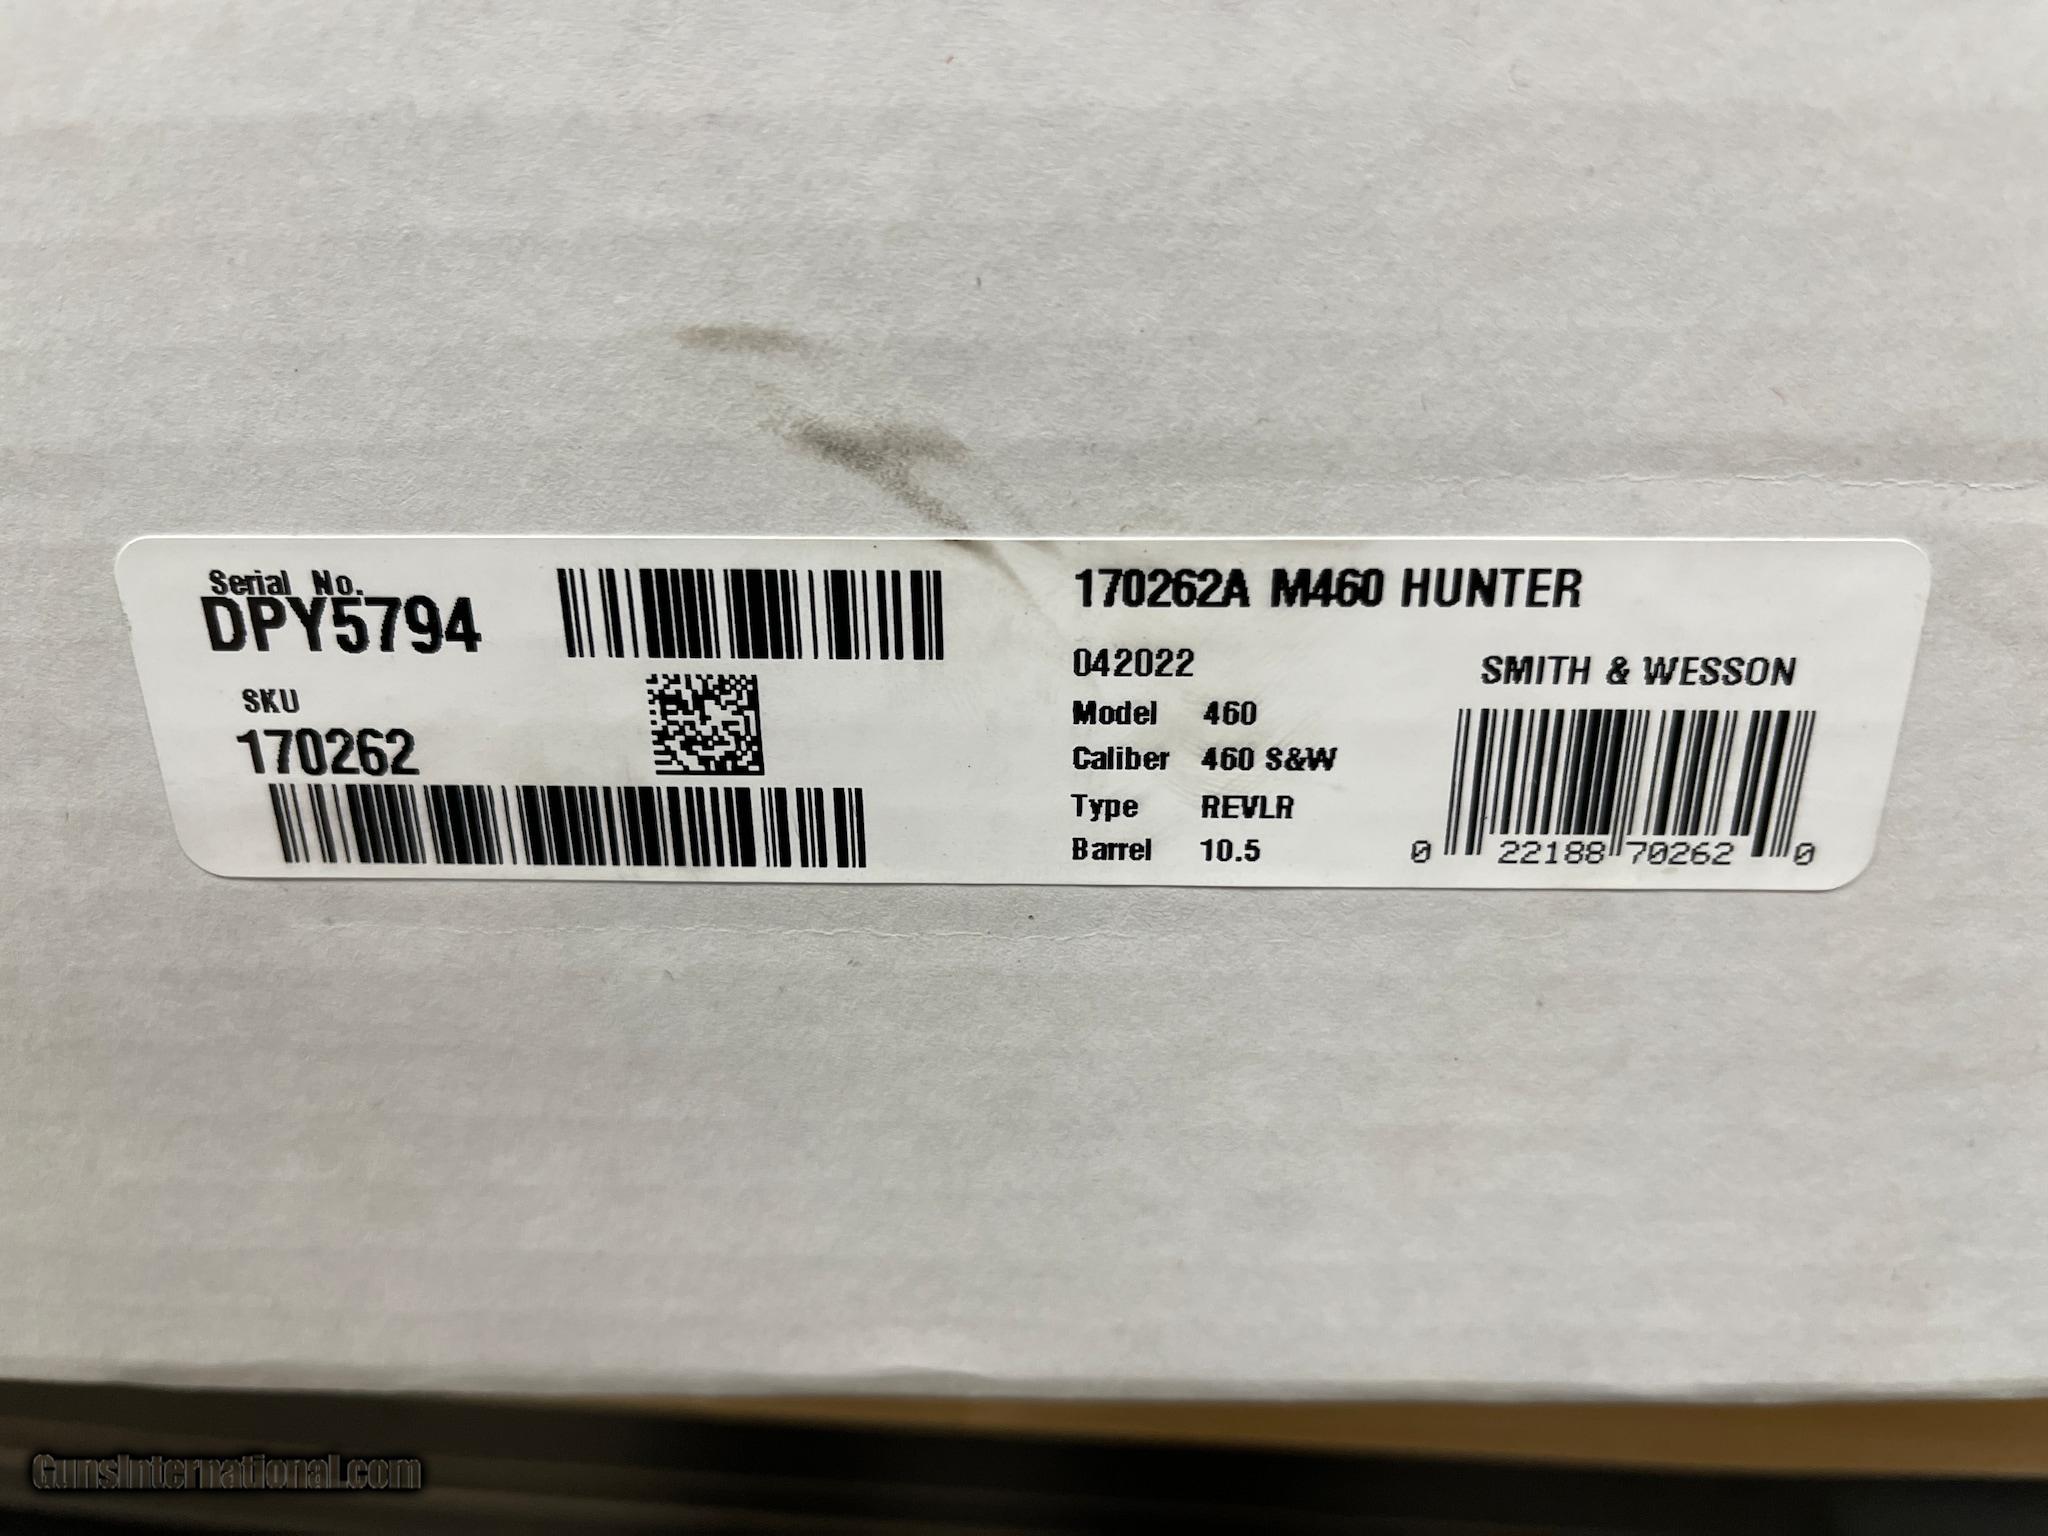 Serial No.
DPY5794
SKU
170262
170262A M460 HUNTER
042022
Model 460
Caliber 460 S&W
Type REVLR
Barrel 10.5
SMITH & WESSON
0 22188 70262 0
GunsInternational.com